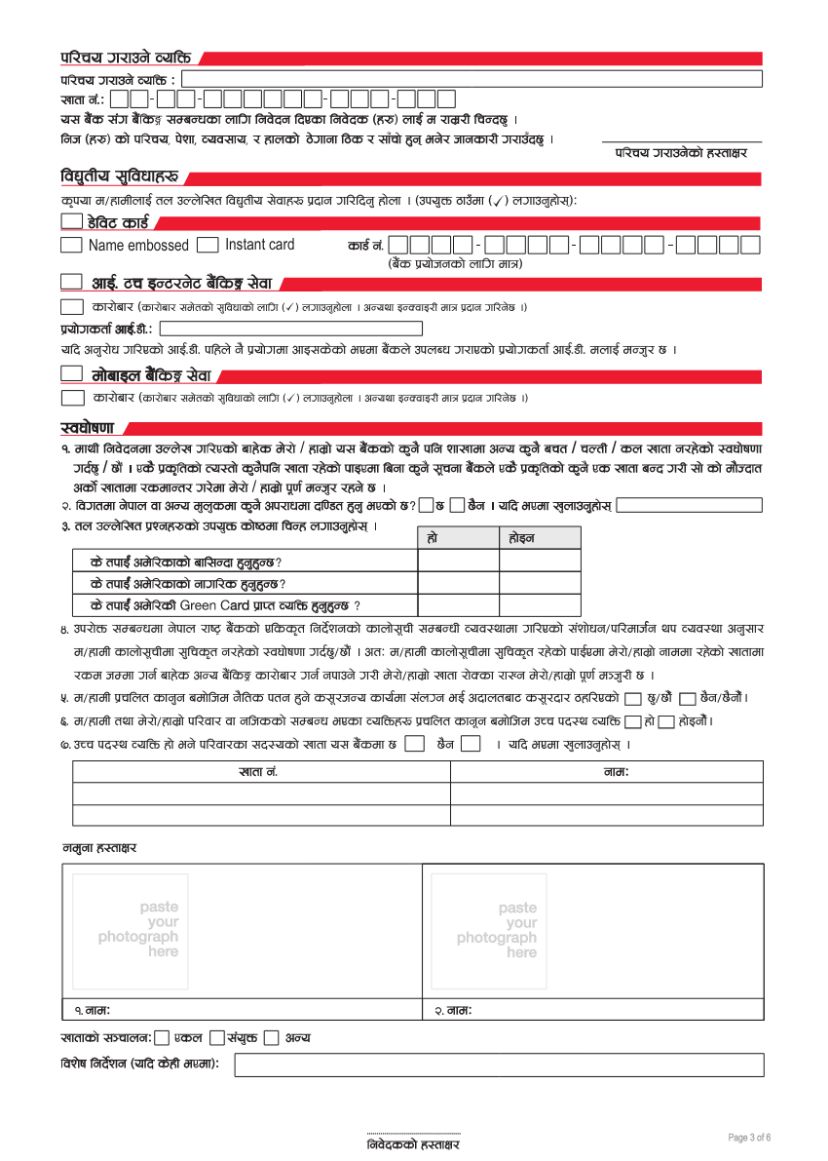 परिचय गराउने व्यक्ति
परिचय गराउने व्यक्ति :
खाता नं.: - - - - -
यस बैंक संग बैंकिङ्ग सम्बन्धका लागि निवेदन दिएका निवेदक (हरु) लाई म राम्ररी चिन्दछु ।
निज (हरु) को परिचय, पेशा, व्यवसाय, र हालको ठेगाना ठिक र साँचो हुन् भनेर जानकारी गराउँदछु ।
परिचय गराउनेको हस्ताक्षर
विद्युतीय सुविधाहरु
कृपया म/हामीलाई तल उल्लेखित विद्युतीय सेवाहरु प्रदान गरिदिनु होला । (उपयुक्त ठाउँमा (✓) लगाउनुहोस्):
डेविट कार्ड
Name embossed Instant card कार्ड नं. - - -
(बैंक प्रयोजनको लागि मात्र)
आई. टच इन्टरनेट बैंकिङ्ग सेवा
कारोबार (कारोबार समेतको सुविधाको लागि (✓) लगाउनुहोला । अन्यथा इन्क्वाइरी मात्र प्रदान गरिनेछ ।)
प्रयोगकर्ता आई.डी.:
यदि अनुरोध गरिएको आई.डी. पहिले नै प्रयोगमा आइसकेको भएमा बैंकले उपलब्ध गराएको प्रयोगकर्ता आई.डी. मलाई मन्जुर छ ।
मोबाइल बैंकिङ्ग सेवा
कारोबार (कारोबार समेतको सुविधाको लागि (✓) लगाउनुहोला । अन्यथा इन्क्वाइरी मात्र प्रदान गरिनेछ ।)
स्वघोषणा
१. माथी निवेदनमा उल्लेख गरिएको बाहेक मेरो / हाम्रो यस बैंकको कुनै पनि शाखामा अन्य कुनै बचत / चल्ती / कल खाता नरहेको स्वघोषणा
गर्दछु / छौं । एकै प्रकृतिको त्यस्तो कुनैपनि खाता रहेको पाइएमा बिना कुनै सूचना बैंकले एकै प्रकृतिको कुनै एक खाता बन्द गरी सो को मौज्दात
अर्को खातामा रकमान्तर गरेमा मेरो / हाम्रो पूर्ण मन्जुर रहने छ ।
२. विगतमा नेपाल वा अन्य मुलुकमा कुनै अपराधमा दण्डित हुनु भएको छ? छ छैन । यदि भएमा खुलाउनुहोस्
३. तल उल्लेखित प्रश्नहरुको उपयुक्त कोष्ठमा चिन्ह लगाउनुहोस् ।
हो होइन
के तपाईँ अमेरिकाको बासिन्दा हुनुहुन्छ?
के तपाईँ अमेरिकाको नागरिक हुनुहुन्छ?
के तपाईँ अमेरिकी Green Card प्राप्त व्यक्ति हुनुहुन्छ ?
४. उपरोक्त सम्बन्धमा नेपाल राष्ट्र बैंकको एकिकृत निर्देशनको कालोसूची सम्बन्धी व्यवस्थामा गरिएको संशोधन/परिमार्जन थप व्यवस्था अनुसार
म/हामी कालोसूचीमा सुचिकृत नरहेको स्वघोषणा गर्दछु/छौं । अत: म/हामी कालोसूचीमा सुचिकृत रहेको पाईएमा मेरो/हाम्रो नाममा रहेको खातामा
रकम जम्मा गर्न बाहेक अन्य बैंकिङ्ग कारोबार गर्न नपाउने गरी मेरो/हाम्रो खाता रोक्का राख्न मेरो/हाम्रो पूर्ण मञ्जुरी छ ।
५. म/हामी प्रचलित कानुन बमोजिम नैतिक पतन हुने कसूरजन्य कार्यमा संलग्न भई अदालतबाट कसूरदार ठहरिएको छु/छौं छैन/छैनौं ।
६. म/हामी तथा मेरो/हाम्रो परिवार वा नजिकको सम्बन्ध भएका व्यक्तिहरु प्रचलित कानून बमोजिम उच्च पदस्थ व्यक्ति हो होइनौं ।
७. उच्च पदस्थ व्यक्ति हो भने परिवारका सदस्यको खाता यस बैंकमा छ छैन । यदि भएमा खुलाउनुहोस् ।
खाता नं. नाम:
नमुना हस्ताक्षर
paste
your
photograph
here
paste
your
photograph
here
१. नाम: २. नाम:
खाताको सञ्चालन: एकल संयुक्त अन्य
विशेष निर्देशन (यदि केही भएमा):
निवेदकको हस्ताक्षर
Page 3 of 6